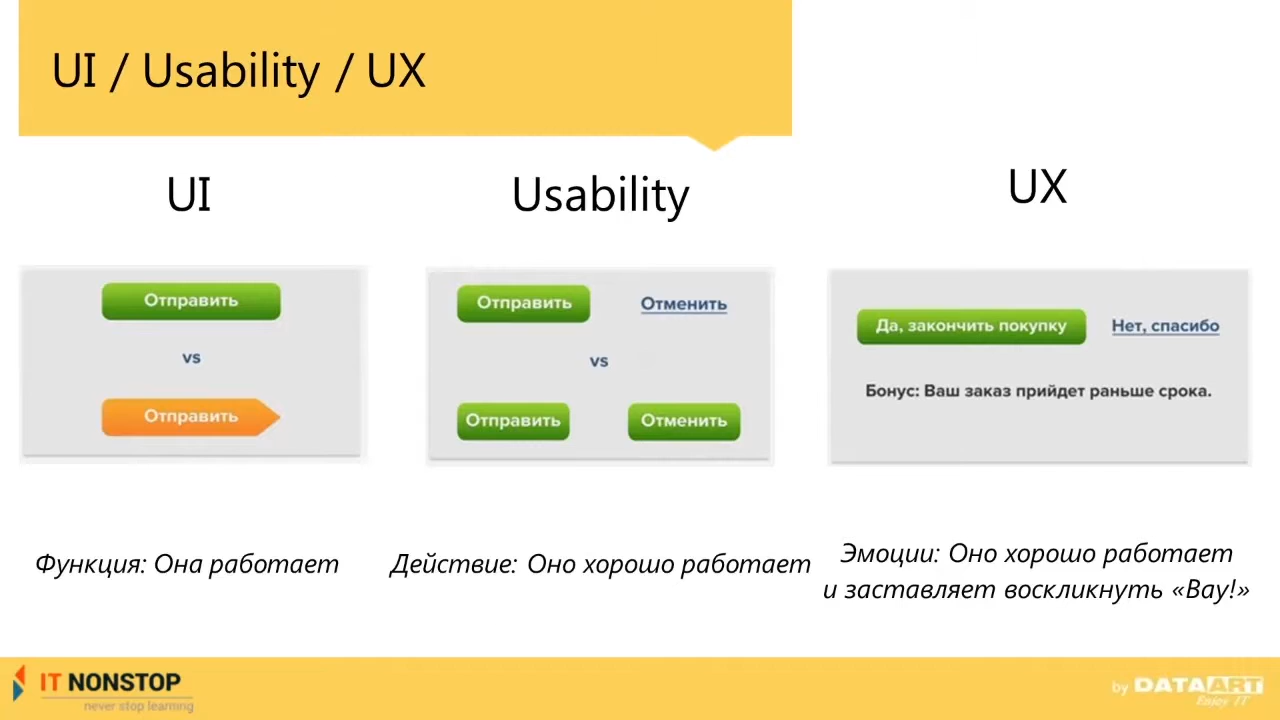 UI / Usability / UX
UI
Отправить
vs
Отправить
Функция: Она работает
Usability
Отправить Отменить
vs
Отправить Отменить
Действие: Оно хорошо работает
UX
Да, закончить покупку Нет, спасибо
Бонус: Ваш заказ прийдет раньше срока.
Эмоции: Оно хорошо работает
и заставляет воскликнуть «Вау!»
IT NONSTOP
never stop learning
by DATAART
Enjoy IT